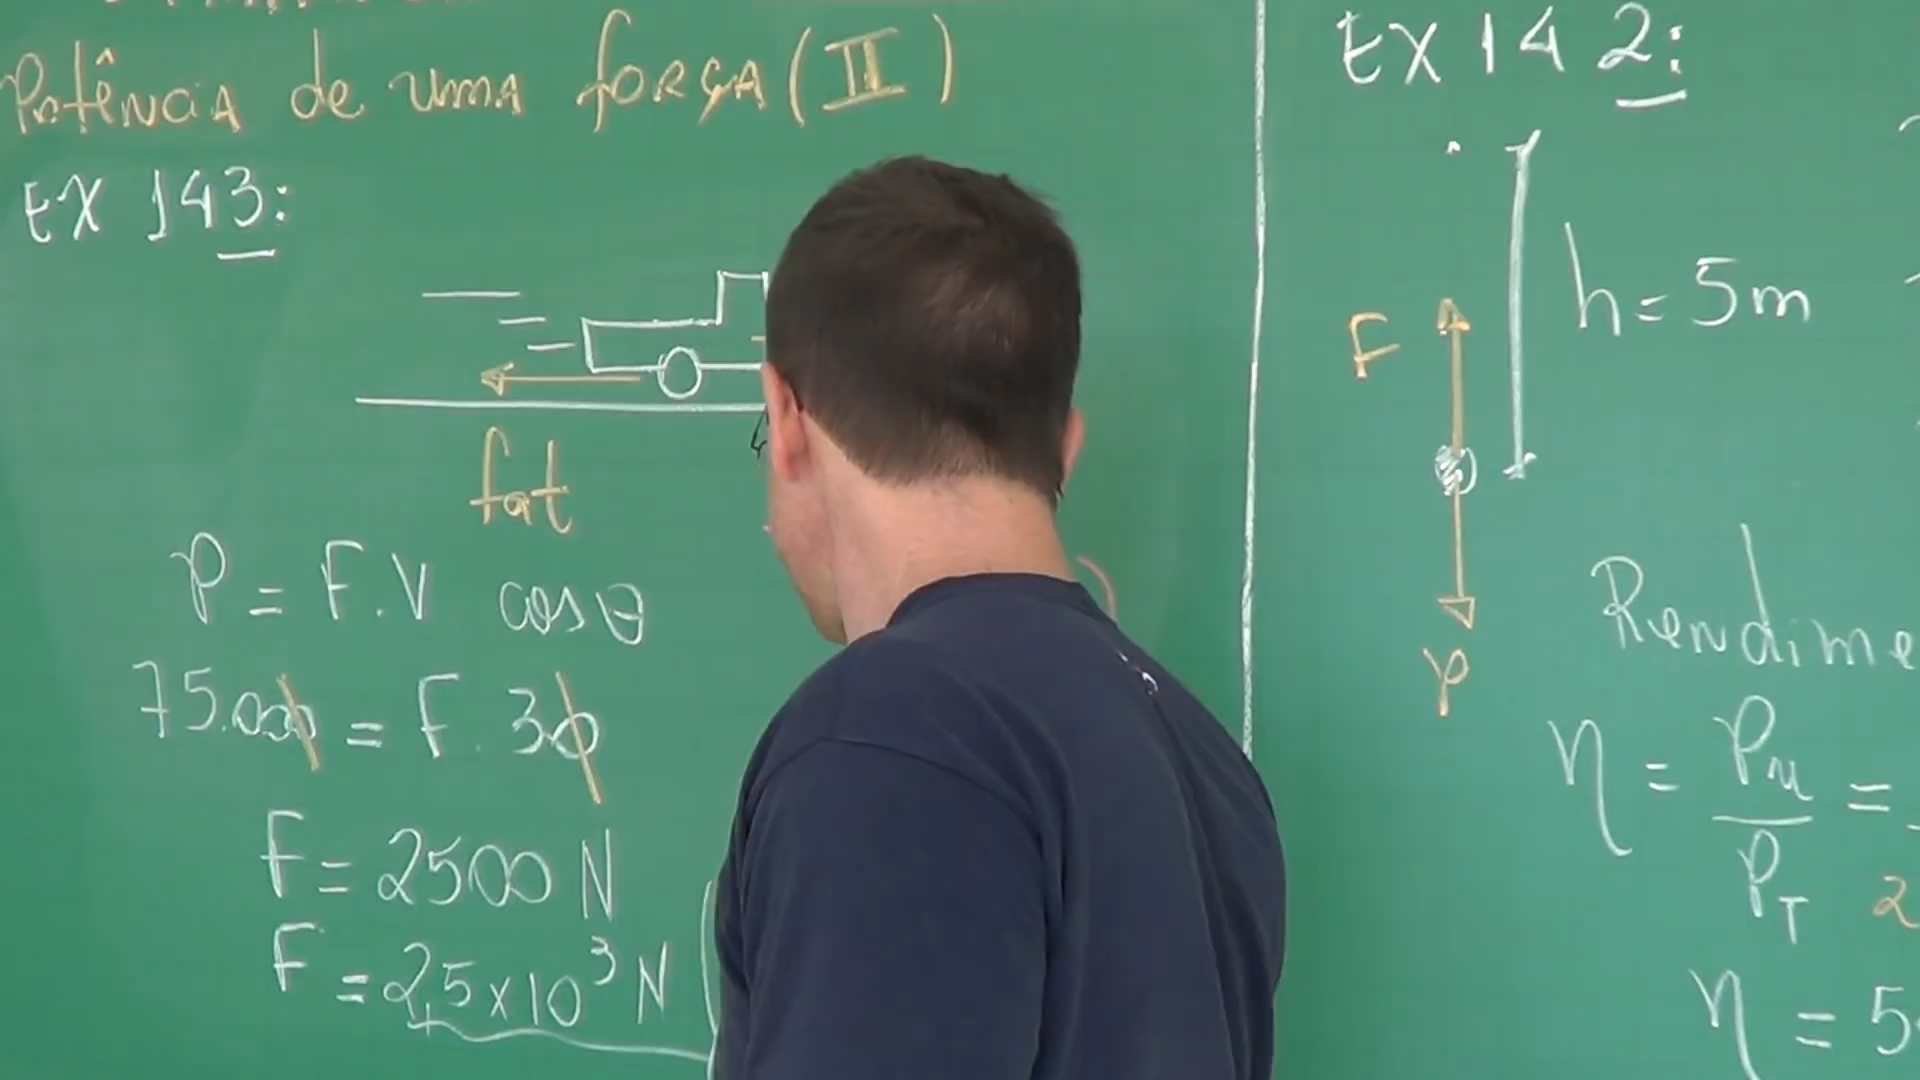 Potência de uma força (II)
EX 143:
fat
P = F.V cosθ
75.000 = F. 30
F = 2500 N
F = 2,5 x 10³ N
EX 142:
h = 5m
F
P
Rendime
η = Pu / PT =
2
η = 5